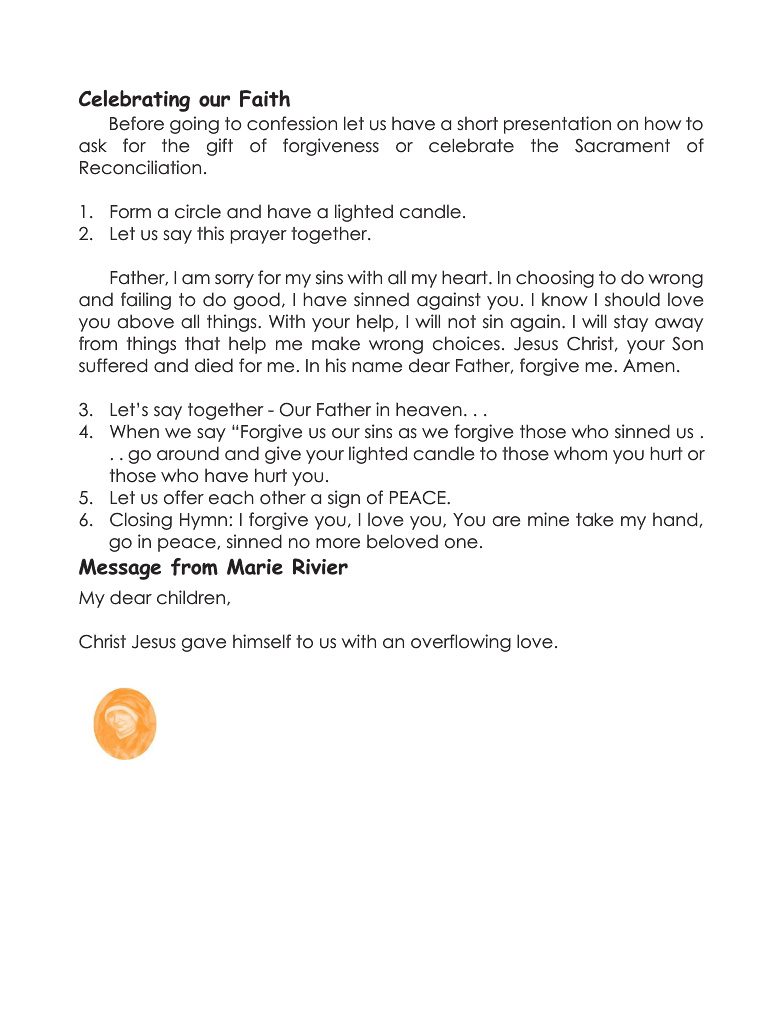 Celebrating our Faith
Before going to confession let us have a short presentation on how to
ask for the gift of forgiveness or celebrate the Sacrament of
Reconciliation.
1. Form a circle and have a lighted candle.
2. Let us say this prayer together.
Father, I am sorry for my sins with all my heart. In choosing to do wrong
and failing to do good, I have sinned against you. I know I should love
you above all things. With your help, I will not sin again. I will stay away
from things that help me make wrong choices. Jesus Christ, your Son
suffered and died for me. In his name dear Father, forgive me. Amen.
3. Let’s say together - Our Father in heaven. . .
4. When we say “Forgive us our sins as we forgive those who sinned us .
. . go around and give your lighted candle to those whom you hurt or
those who have hurt you.
5. Let us offer each other a sign of PEACE.
6. Closing Hymn: I forgive you, I love you, You are mine take my hand,
go in peace, sinned no more beloved one.
Message from Marie Rivier
My dear children,
Christ Jesus gave himself to us with an overflowing love.